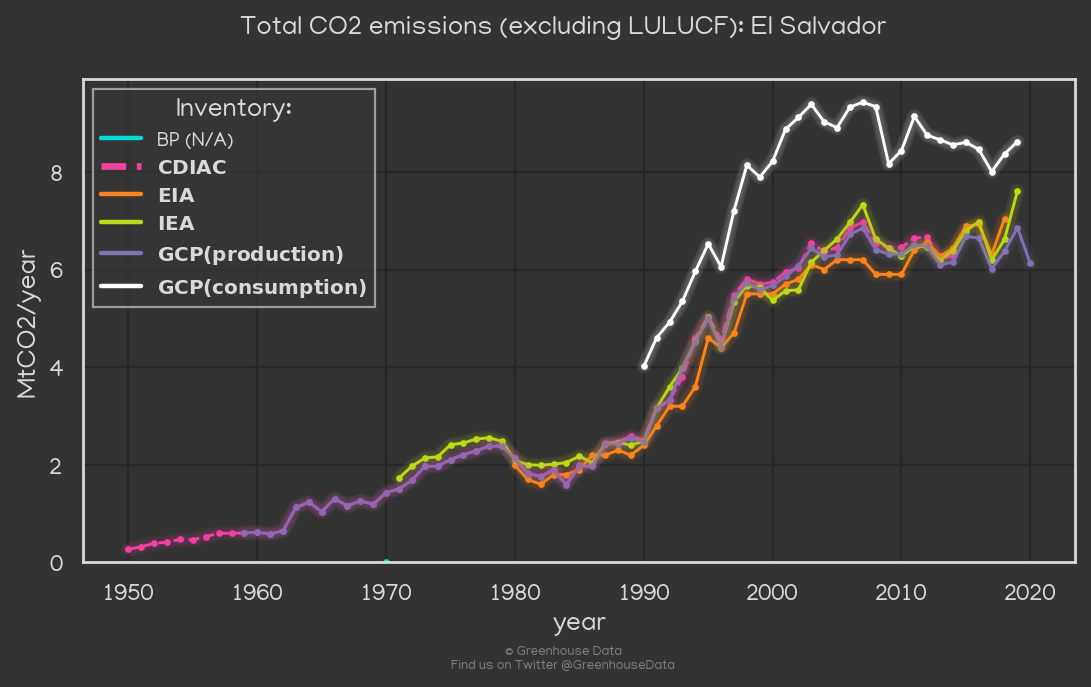 Total CO2 emissions (excluding LULUCF): El Salvador
Inventory:
BP (N/A)
CDIAC
EIA
IEA
GCP(production)
GCP(consumption)
MtCO2/year
8
6
4
2
0
1950 1960 1970 1980 1990 2000 2010 2020
year
© Greenhouse Data
Find us on Twitter @GreenhouseData